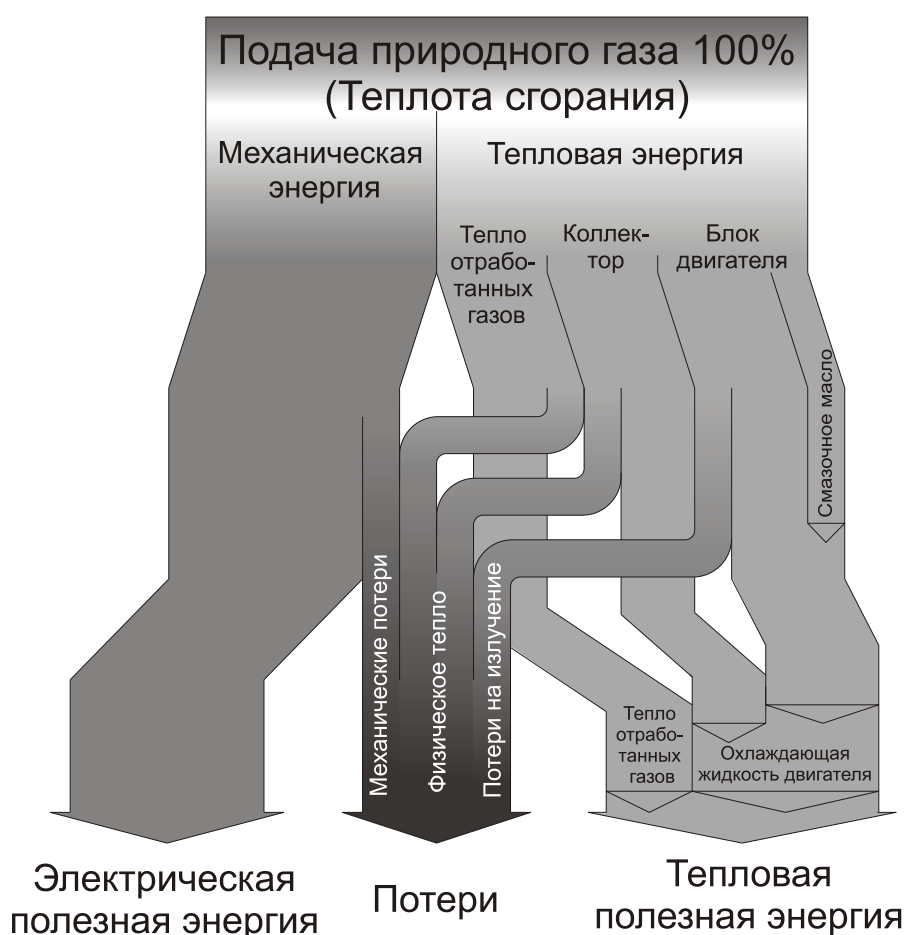 Подача природного газа 100%
(Теплота сгорания)
Механическая
энергия
Тепловая энергия
Тепло
отрабо-
танных
газов
Коллек-
тор
Блок
двигателя
Смазочное масло
Механические потери
Физическое тепло
Потери на излучение
Тепло
отрабо-
танных
газов
Охлаждающая
жидкость двигателя
Электрическая
полезная энергия
Потери
Тепловая
полезная энергия